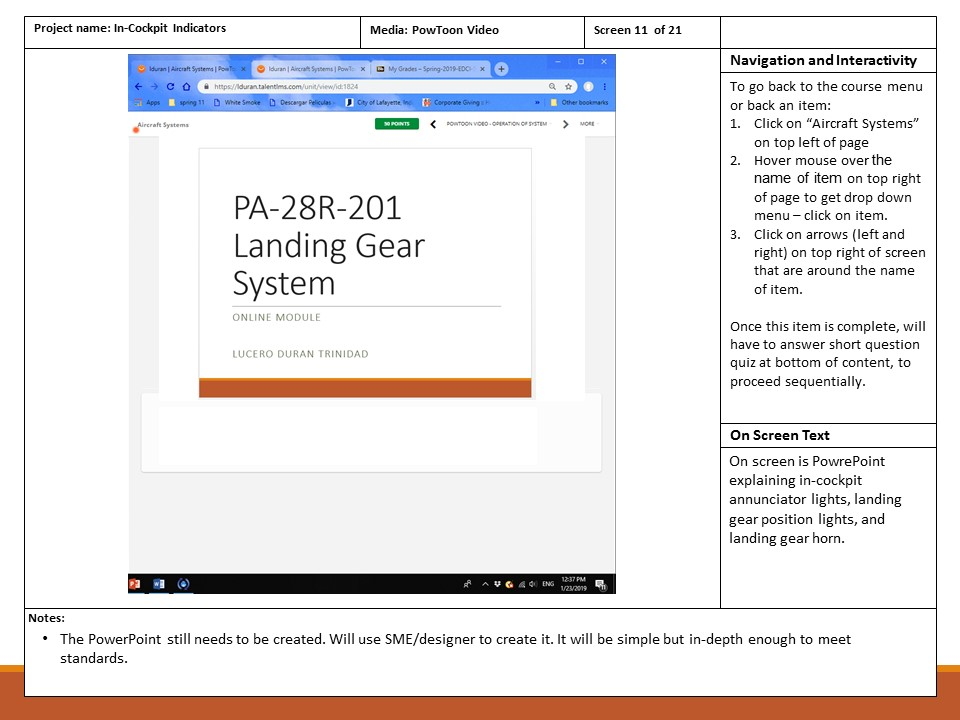 Project name: In-Cockpit Indicators
Media: PowToon Video
Screen 11 of 21
lduran | Aircraft Systems | PowT
lduran | Aircraft Systems | PowTo
My Grades – Spring-2019-EDCI
https://lduran.talentlms.com/unit/view/id:1824
Apps
spring 11
White Smoke
Descargar Peliculas
City of Lafayette, Ind
Corporate Giving
Other bookmarks
Aircraft Systems
50 POINTS
POWTOON VIDEO - OPERATION OF SYSTEM
MORE
PA-28R-201
Landing Gear
System
ONLINE MODULE
LUCERO DURAN TRINIDAD
ENG
12:37 PM
1/23/2019
Navigation and Interactivity
To go back to the course menu
or back an item:
1. Click on “Aircraft Systems”
on top left of page
2. Hover mouse over the
name of item on top right
of page to get drop down
menu – click on item.
3. Click on arrows (left and
right) on top right of screen
that are around the name
of item.
Once this item is complete, will
have to answer short question
quiz at bottom of content, to
proceed sequentially.
On Screen Text
On screen is PowrePoint
explaining in-cockpit
annunciator lights, landing
gear position lights, and
landing gear horn.
Notes:
• The PowerPoint still needs to be created. Will use SME/designer to create it. It will be simple but in-depth enough to meet
standards.